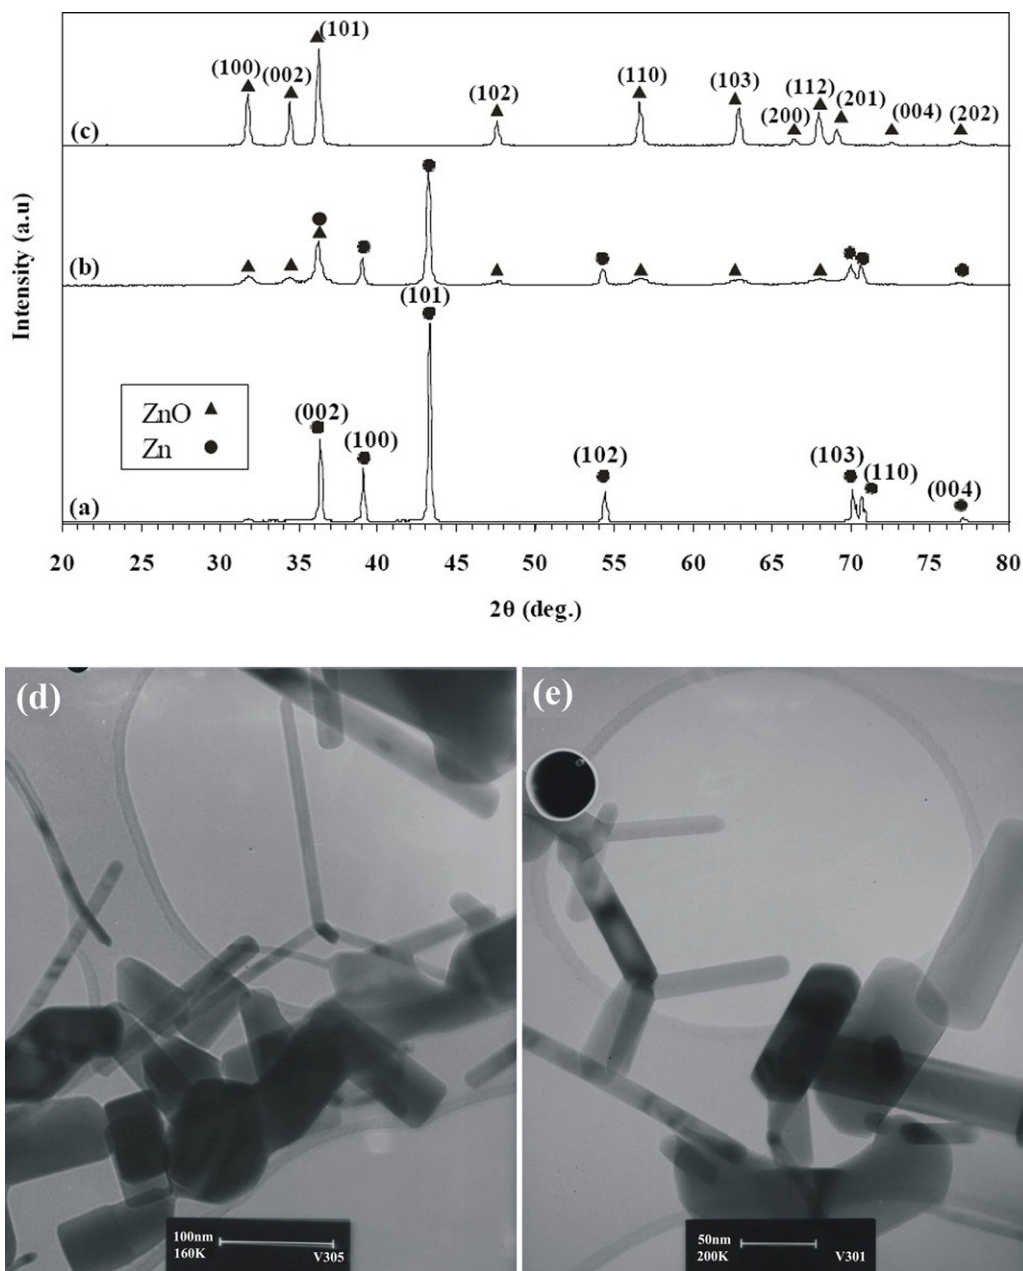 (101)
(100) (002) (102) (110) (103) (112) (201) (200) (004) (202)
(c)
(b)
(101)
ZnO
Zn
(002)
(100)
(102)
(103)
(110)
(004)
(a)
Intensity (a.u)
20 25 30 35 40 45 50 55 60 65 70 75 80
2θ (deg.)
(d)
100nm
160K V305
(e)
50nm
200K V301